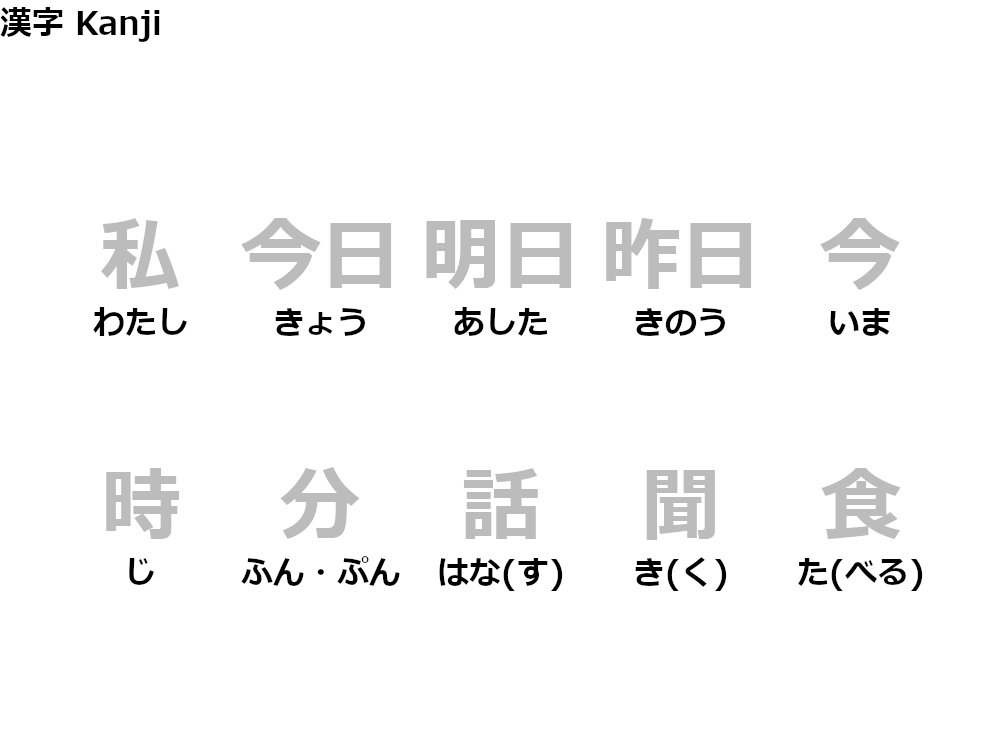 漢字 Kanji
私 今日 明日 昨日 今
わたし きょう あした きのう いま
時 分 話 聞 食
じ ふん・ぷん はな(す) き(く) た(べる)